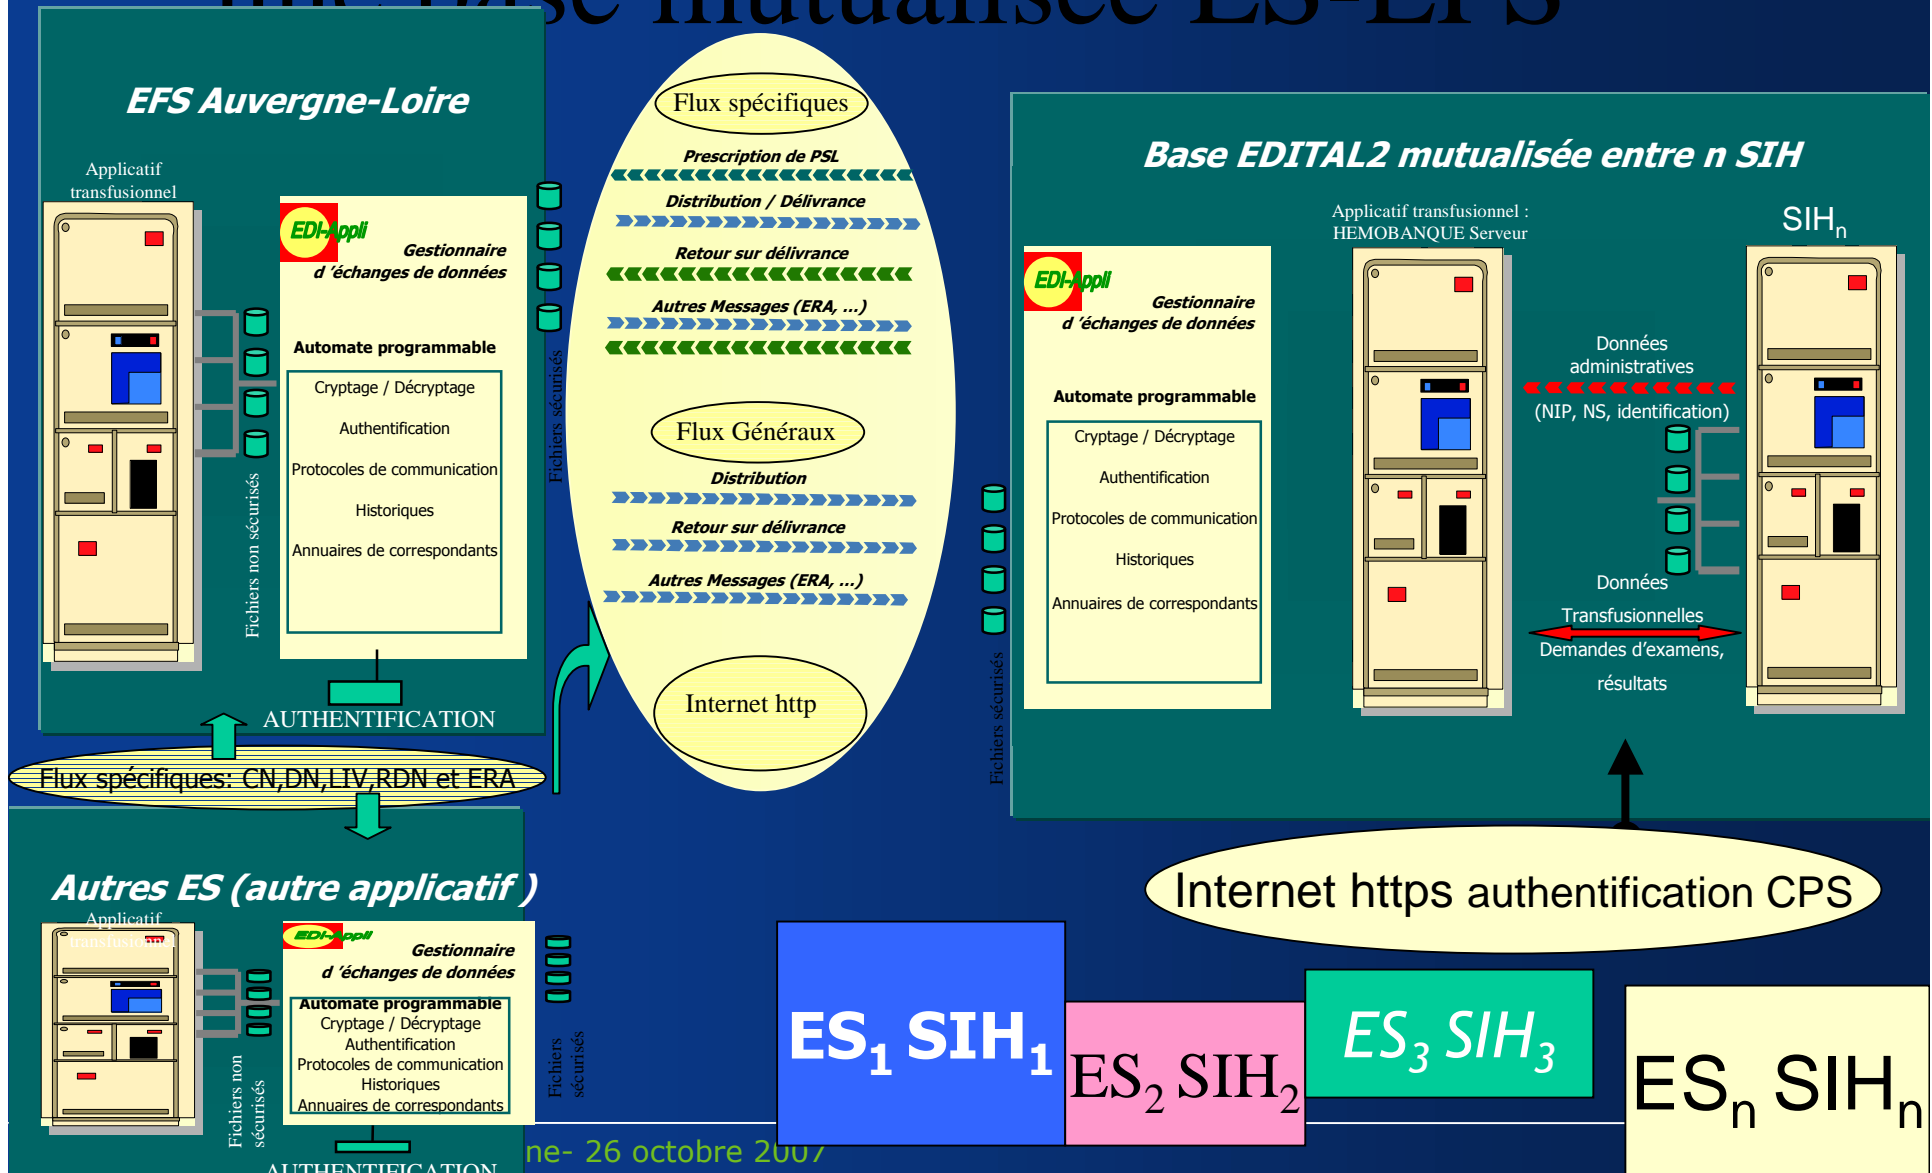 base mutualisée ES-EFS
EFS Auvergne-Loire
Applicatif
transfusionnel
EDI-Appli
Gestionnaire
d ’échanges de données
Automate programmable
Cryptage / Décryptage
Authentification
Protocoles de communication
Historiques
Annuaires de correspondants
Fichiers non sécurisés
Fichiers sécurisés
AUTHENTIFICATION
Flux spécifiques
Prescription de PSL
Distribution / Délivrance
Retour sur délivrance
Autres Messages (ERA, ...)
Flux Généraux
Distribution
Retour sur délivrance
Autres Messages (ERA, ...)
Internet http
Base EDITAL2 mutualisée entre n SIH
EDI-Appli
Gestionnaire
d ’échanges de données
Automate programmable
Cryptage / Décryptage
Authentification
Protocoles de communication
Historiques
Annuaires de correspondants
Fichiers sécurisés
Applicatif transfusionnel :
HEMOBANQUE Serveur
SIHn
Données
administratives
(NIP, NS, identification)
Données
Transfusionnelles
Demandes d’examens,
résultats
Flux spécifiques: CN,DN,LIV,RDN et ERA
Autres ES (autre applicatif )
Applicatif
transfusionnel
EDI-Appli
Gestionnaire
d ’échanges de données
Automate programmable
Cryptage / Décryptage
Authentification
Protocoles de communication
Historiques
Annuaires de correspondants
Fichiers non
sécurisés
Fichiers
sécurisés
AUTHENTIFICATION
Internet https authentification CPS
ES1 SIH1
ES2 SIH2
ES3 SIH3
ESn SIHn
ne- 26 octobre 2007